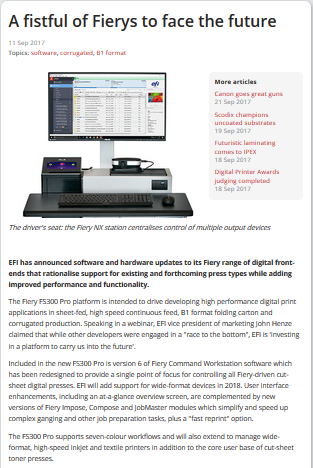 A fistful of Fierys to face the future
11 Sep 2017
Topics: software, corrugated, B1 format
efi
More articles
Canon goes great guns
21 Sep 2017
Scodix champions
uncoated substrates
19 Sep 2017
Futuristic laminating
comes to IPEX
18 Sep 2017
Digital Printer Awards
judging completed
18 Sep 2017
The driver's seat: the Fiery NX station centralises control of multiple output devices
EFI has announced software and hardware updates to its Fiery range of digital front-
ends that rationalise support for existing and forthcoming press types while adding
improved performance and functionality.
The Fiery FS300 Pro platform is intended to drive developing high performance digital print
applications in sheet-fed, high speed continuous feed, B1 format folding carton and
corrugated production. Speaking in a webinar, EFI vice president of marketing John Henze
claimed that while other developers were engaged in a "race to the bottom", EFI is 'investing
in a platform to carry us into the future'.
Included in the new FS300 Pro is version 6 of Fiery Command Workstation software which
has been redesigned to provide a single point of focus for controlling all Fiery-driven cut-
sheet digital presses. EFI will add support for wide-format devices in 2018. User interface
enhancements, including an at-a-glance overview screen, are complemented by new
versions of Fiery Impose, Compose and JobMaster modules which simplify and speed up
complex ganging and other job preparation tasks, plus a "fast reprint" option.
The FS300 Pro supports seven-colour workflows and will also extend to manage wide-
format, high-speed inkjet and textile printers in addition to the core user base of cut-sheet
toner presses.